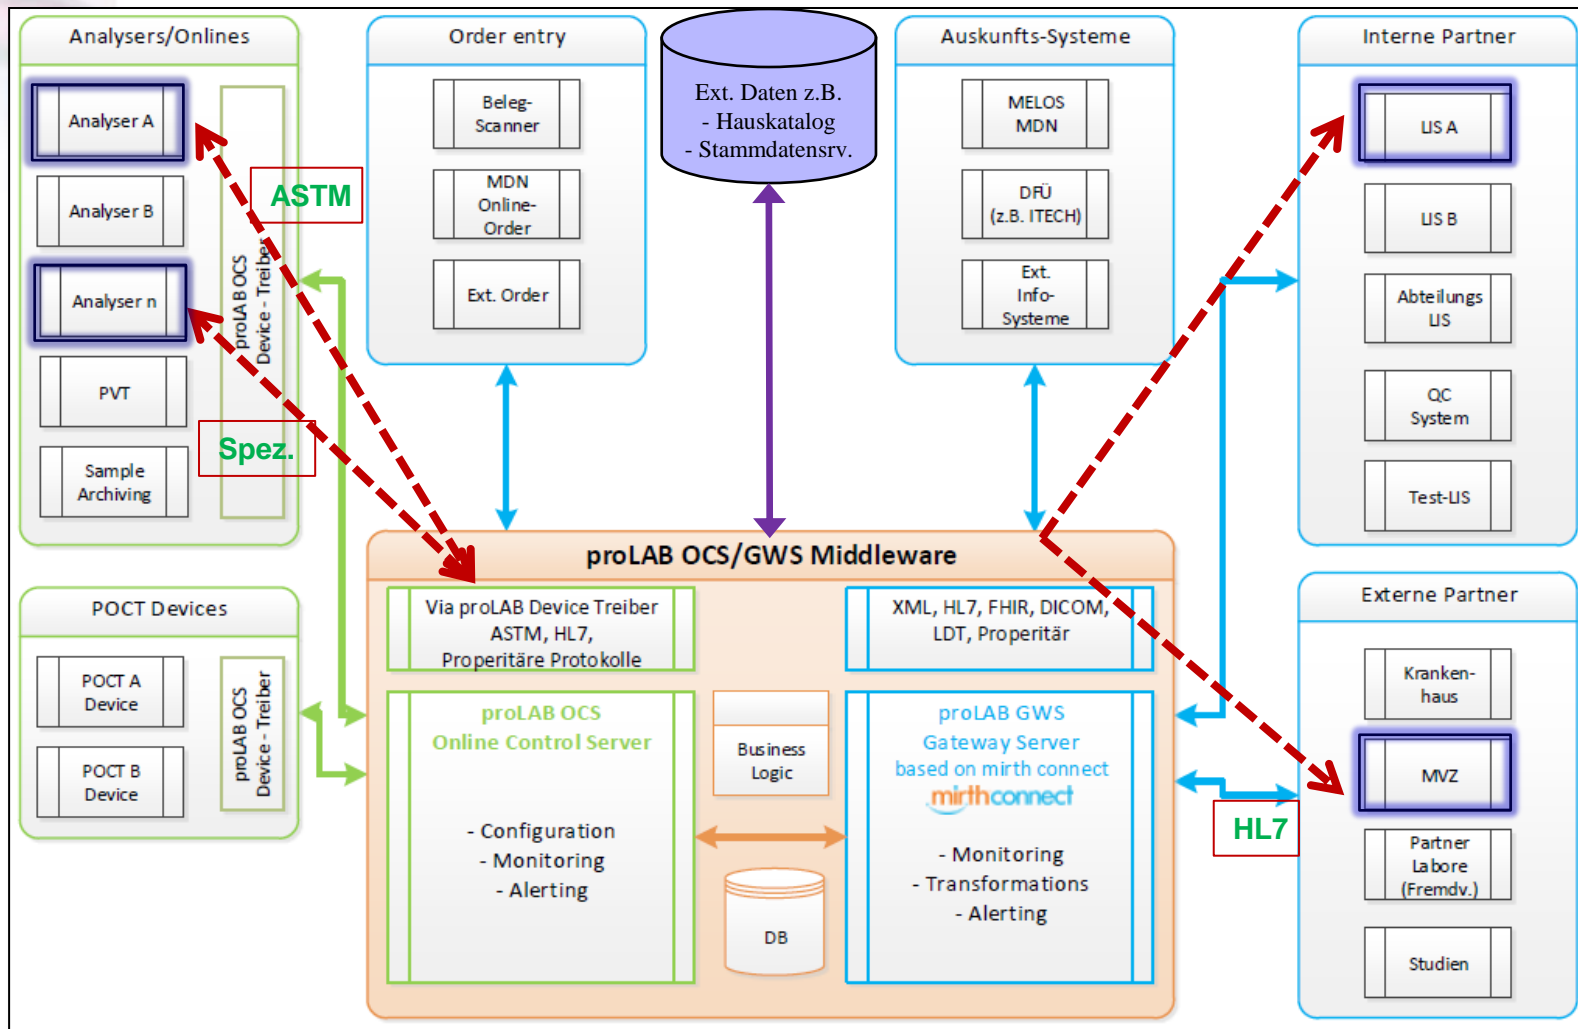 Analysers/Onlines
Analyser A
Analyser B
Analyser n
PVT
Sample
Archiving
proLAB OCS
Device - Treiber
ASTM
Spez.
Order entry
Beleg-
Scanner
MDN
Online-
Order
Ext. Order
Ext. Daten z.B.
- Hauskatalog
- Stammdatensrv.
Auskunfts-Systeme
MELOS
MDN
DFÜ
(z.B. ITECH)
Ext.
Info-
Systeme
Interne Partner
LIS A
LIS B
Abteilungs
LIS
QC
System
Test-LIS
POCT Devices
POCT A
Device
POCT B
Device
proLAB OCS
Device - Treiber
proLAB OCS/GWS Middleware
Via proLAB Device Treiber
ASTM, HL7,
Properitäre Protokolle
XML, HL7, FHIR, DICOM,
LDT, Properitär
proLAB OCS
Online Control Server
- Configuration
- Monitoring
- Alerting
Business
Logic
DB
proLAB GWS
Gateway Server
based on mirth connect
mirthconnect
- Monitoring
- Transformations
- Alerting
HL7
Externe Partner
Kranken-
haus
MVZ
Partner
Labore
(Fremdv.)
Studien